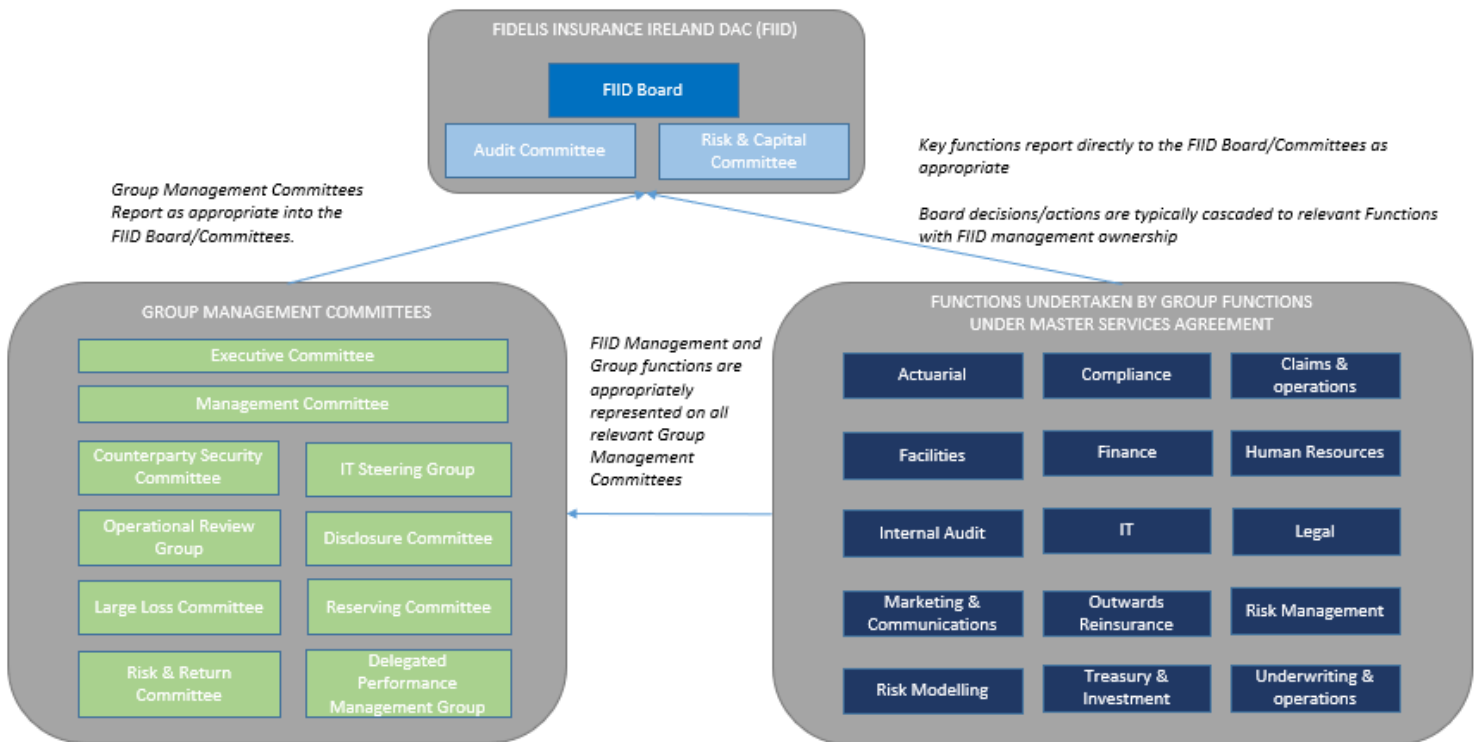 FIDELIS INSURANCE IRELAND DAC (FIID)
FIID Board
Audit Committee
Risk & Capital
Committee
Group Management Committees
Report as appropriate into the
FIID Board/Committees.
Key functions report directly to the FIID Board/Committees as
appropriate
Board decisions/actions are typically cascaded to relevant Functions
with FIID management ownership
GROUP MANAGEMENT COMMITTEES
Executive Committee
Management Committee
Counterparty Security
Committee
IT Steering Group
Operational Review
Group
Disclosure Committee
Large Loss Committee
Reserving Committee
Risk & Return
Committee
Delegated
Performance
Management Group
FIID Management and
Group functions are
appropriately
represented on all
relevant Group
Management
Committees
FUNCTIONS UNDERTAKEN BY GROUP FUNCTIONS
UNDER MASTER SERVICES AGREEMENT
Actuarial
Compliance
Claims &
operations
Facilities
Finance
Human Resources
Internal Audit
IT
Legal
Marketing &
Communications
Outwards
Reinsurance
Risk Management
Risk Modelling
Treasury &
Investment
Underwriting &
operations